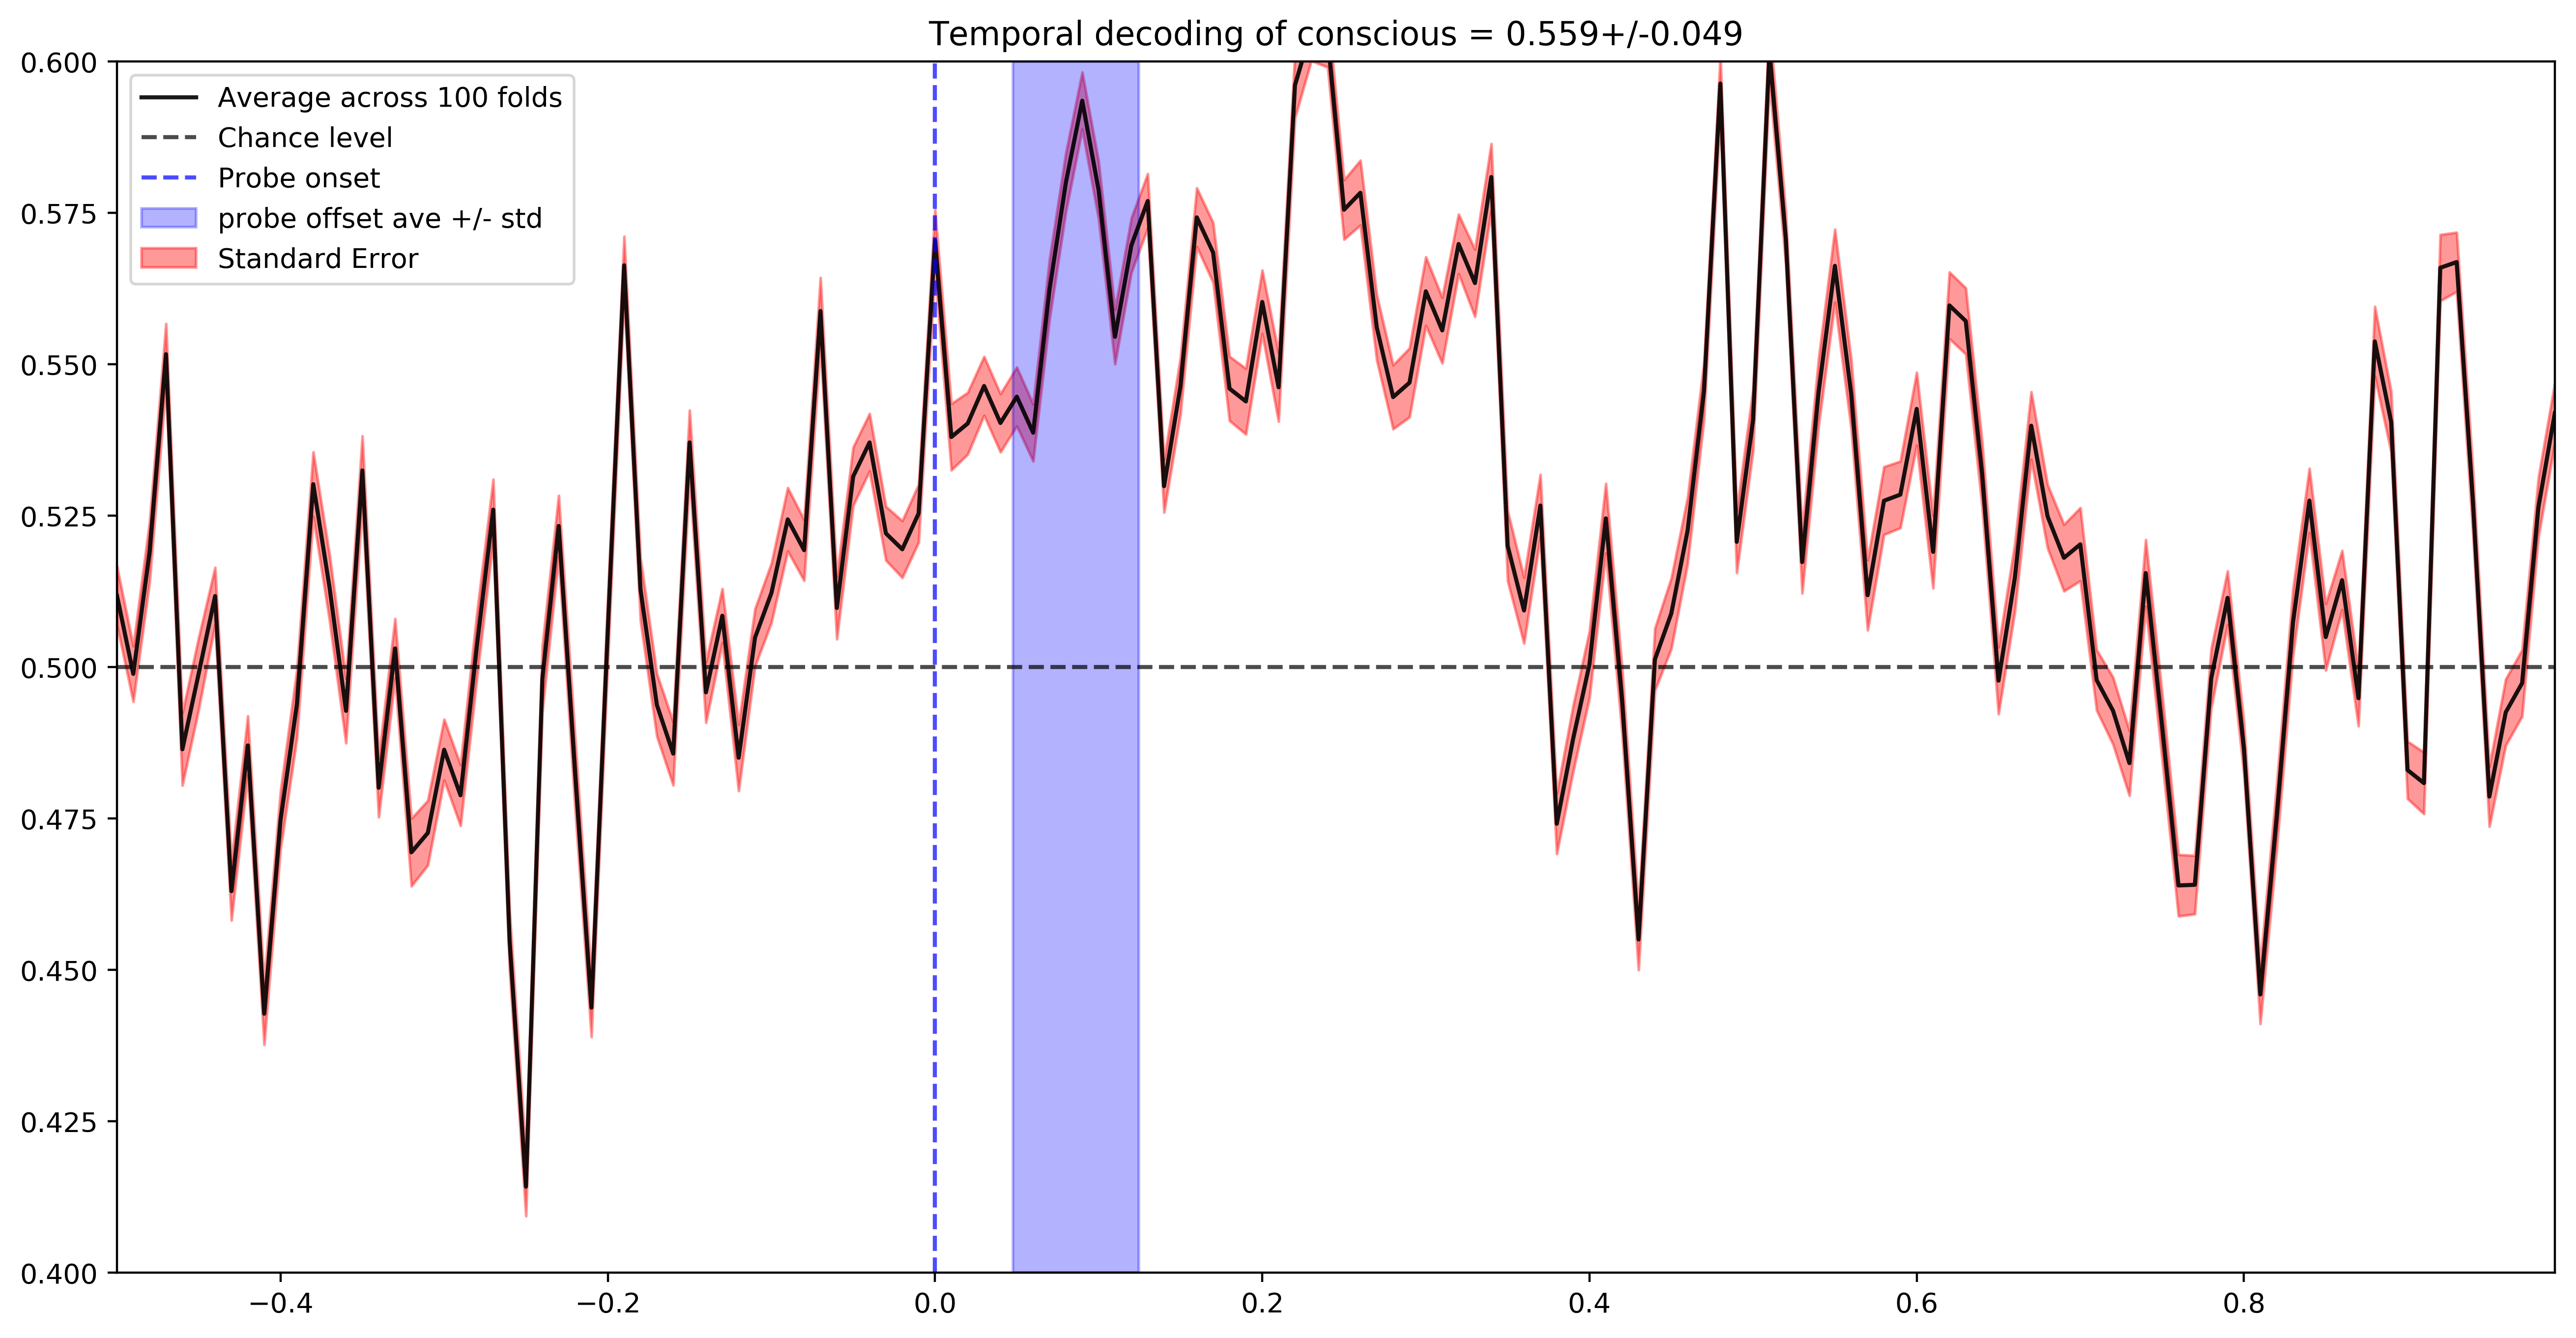 Temporal decoding of conscious = 0.559+/-0.049
0.600
0.575
0.550
0.525
0.500
0.475
0.450
0.425
0.400
Average across 100 folds
Chance level
Probe onset
probe offset ave +/- std
Standard Error
−0.4
−0.2
0.0
0.2
0.4
0.6
0.8